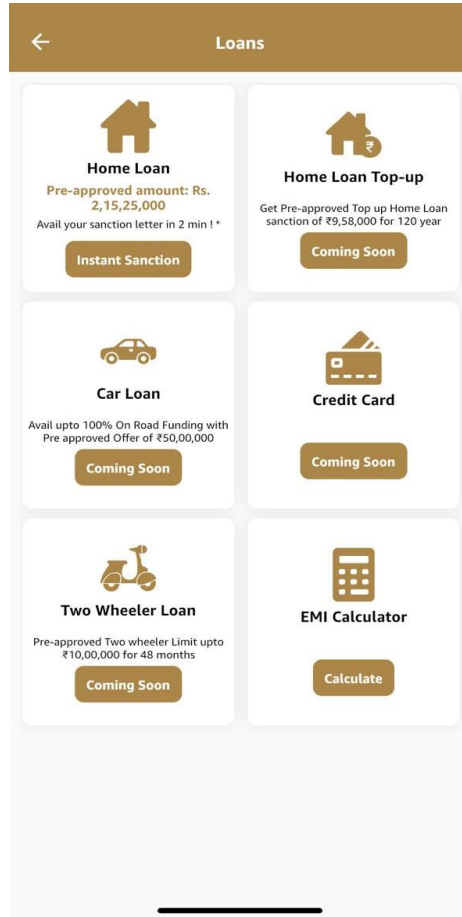 Loans
Home Loan
Pre-approved amount: Rs.
2,15,25,000
Avail your sanction letter in 2 min ! *
Instant Sanction
₹
Home Loan Top-up
Get Pre-approved Top up Home Loan
sanction of ₹9,58,000 for 120 year
Coming Soon
Car Loan
Avail upto 100% On Road Funding with
Pre approved Offer of ₹50,00,000
Coming Soon
Credit Card
Coming Soon
Two Wheeler Loan
Pre-approved Two wheeler Limit upto
₹10,00,000 for 48 months
Coming Soon
EMI Calculator
Calculate